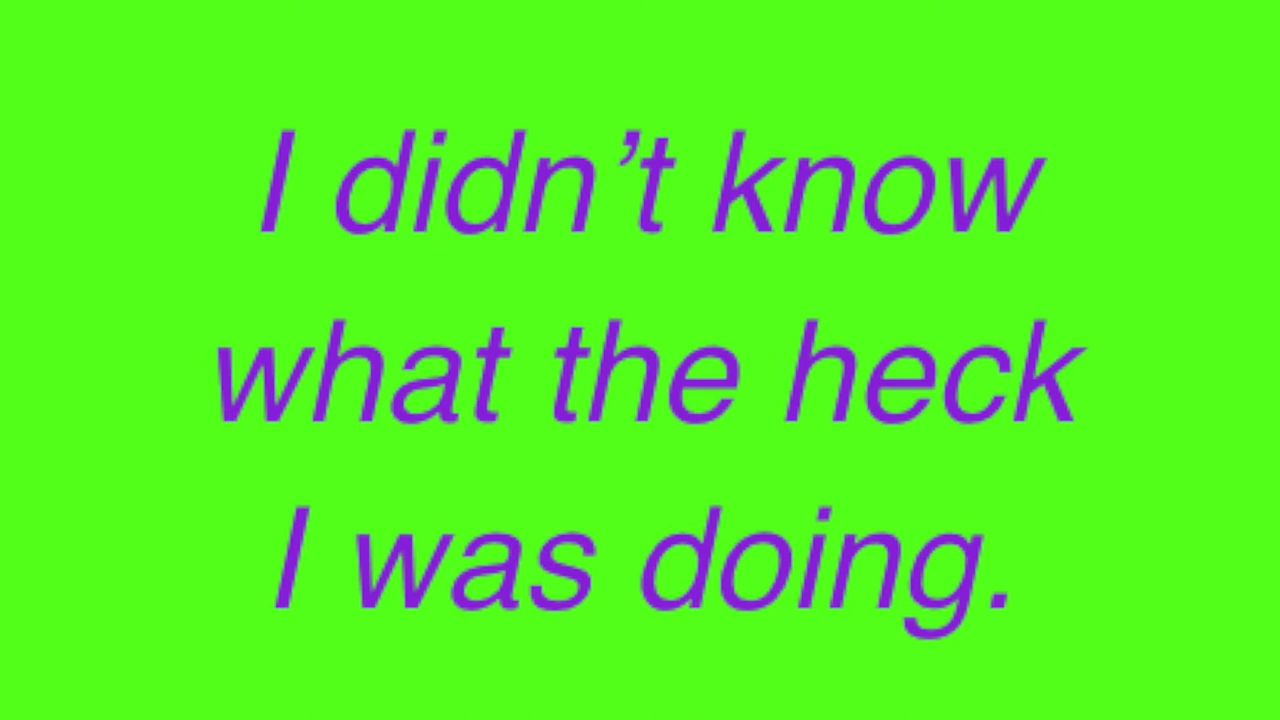 I didn’t know
what the heck
I was doing.